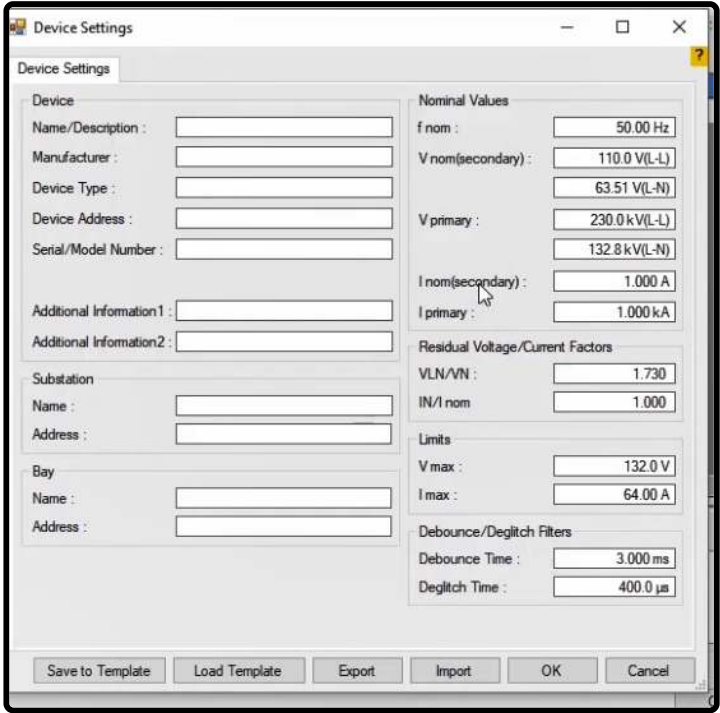 Device Settings
?
Device Settings
Device
Name/Description :
Manufacturer :
Device Type :
Device Address :
Serial/Model Number :
Additional Information1 :
Additional Information2 :
Substation
Name :
Address :
Bay
Name :
Address :
Nominal Values
f nom : 50.00 Hz
V nom(secondary) : 110.0 V(L-L)
63.51 V(L-N)
V primary : 230.0 kV(L-L)
132.8 kV(L-N)
I nom(secondary) : 1.000 A
I primary : 1.000 kA
Residual Voltage/Current Factors
VLN/VN : 1.730
IN/I nom 1.000
Limits
V max : 132.0 V
I max : 64.00 A
Debounce/Deglitch Filters
Debounce Time : 3.000 ms
Deglitch Time : 400.0 µs
Save to Template Load Template Export Import OK Cancel